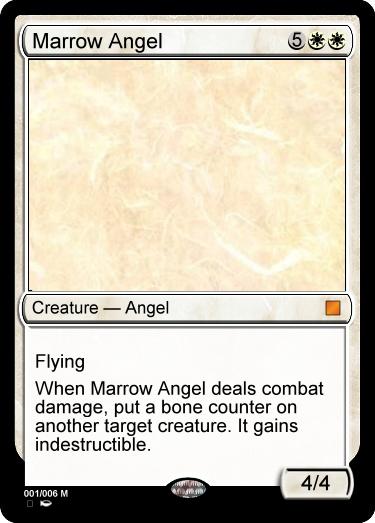 Marrow Angel 5
Creature — Angel
Flying
When Marrow Angel deals combat
damage, put a bone counter on
another target creature. It gains
indestructible.
4/4
001/006 M